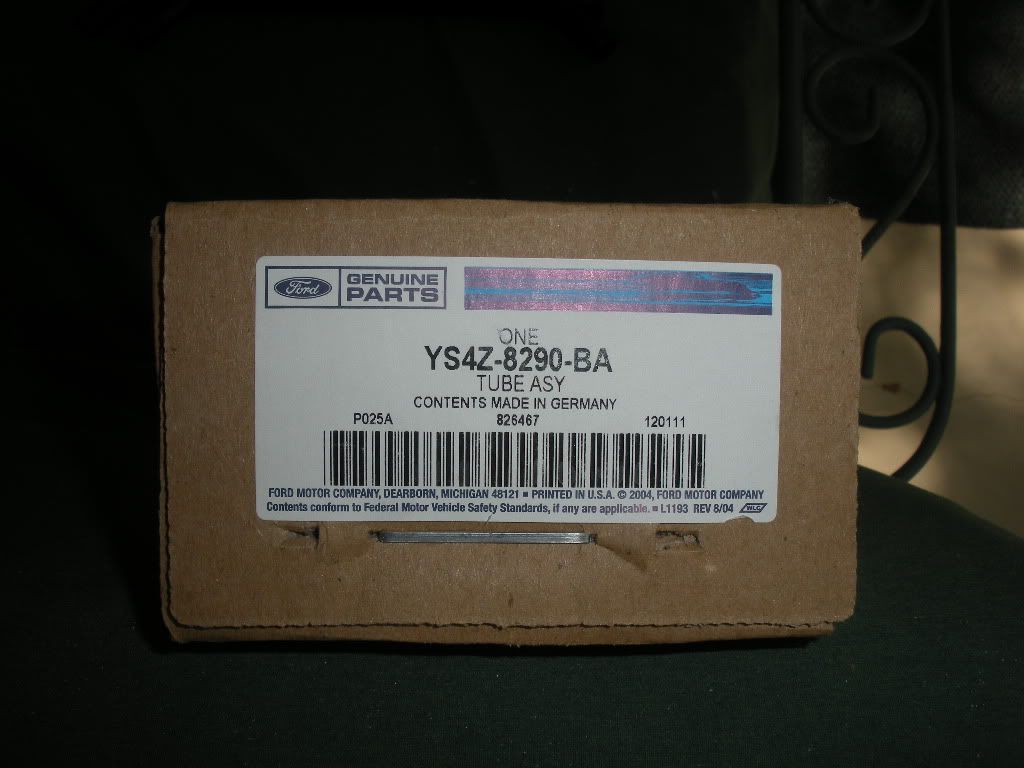 Ford GENUINE PARTS
ONE
YS4Z-8290-BA
TUBE ASY
CONTENTS MADE IN GERMANY
P025A 826467 120111
FORD MOTOR COMPANY, DEARBORN, MICHIGAN 48121 ▪ PRINTED IN U.S.A. © 2004, FORD MOTOR COMPANY
Contents conform to Federal Motor Vehicle Safety Standards, if any are applicable. ▪ L1193 REV 8/04 WLC